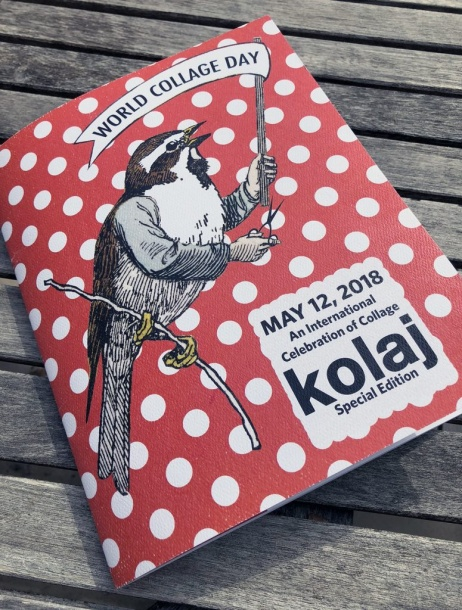 WORLD COLLAGE DAY
MAY 12, 2018
An International
Celebration of Collage
kolaj
Special Edition